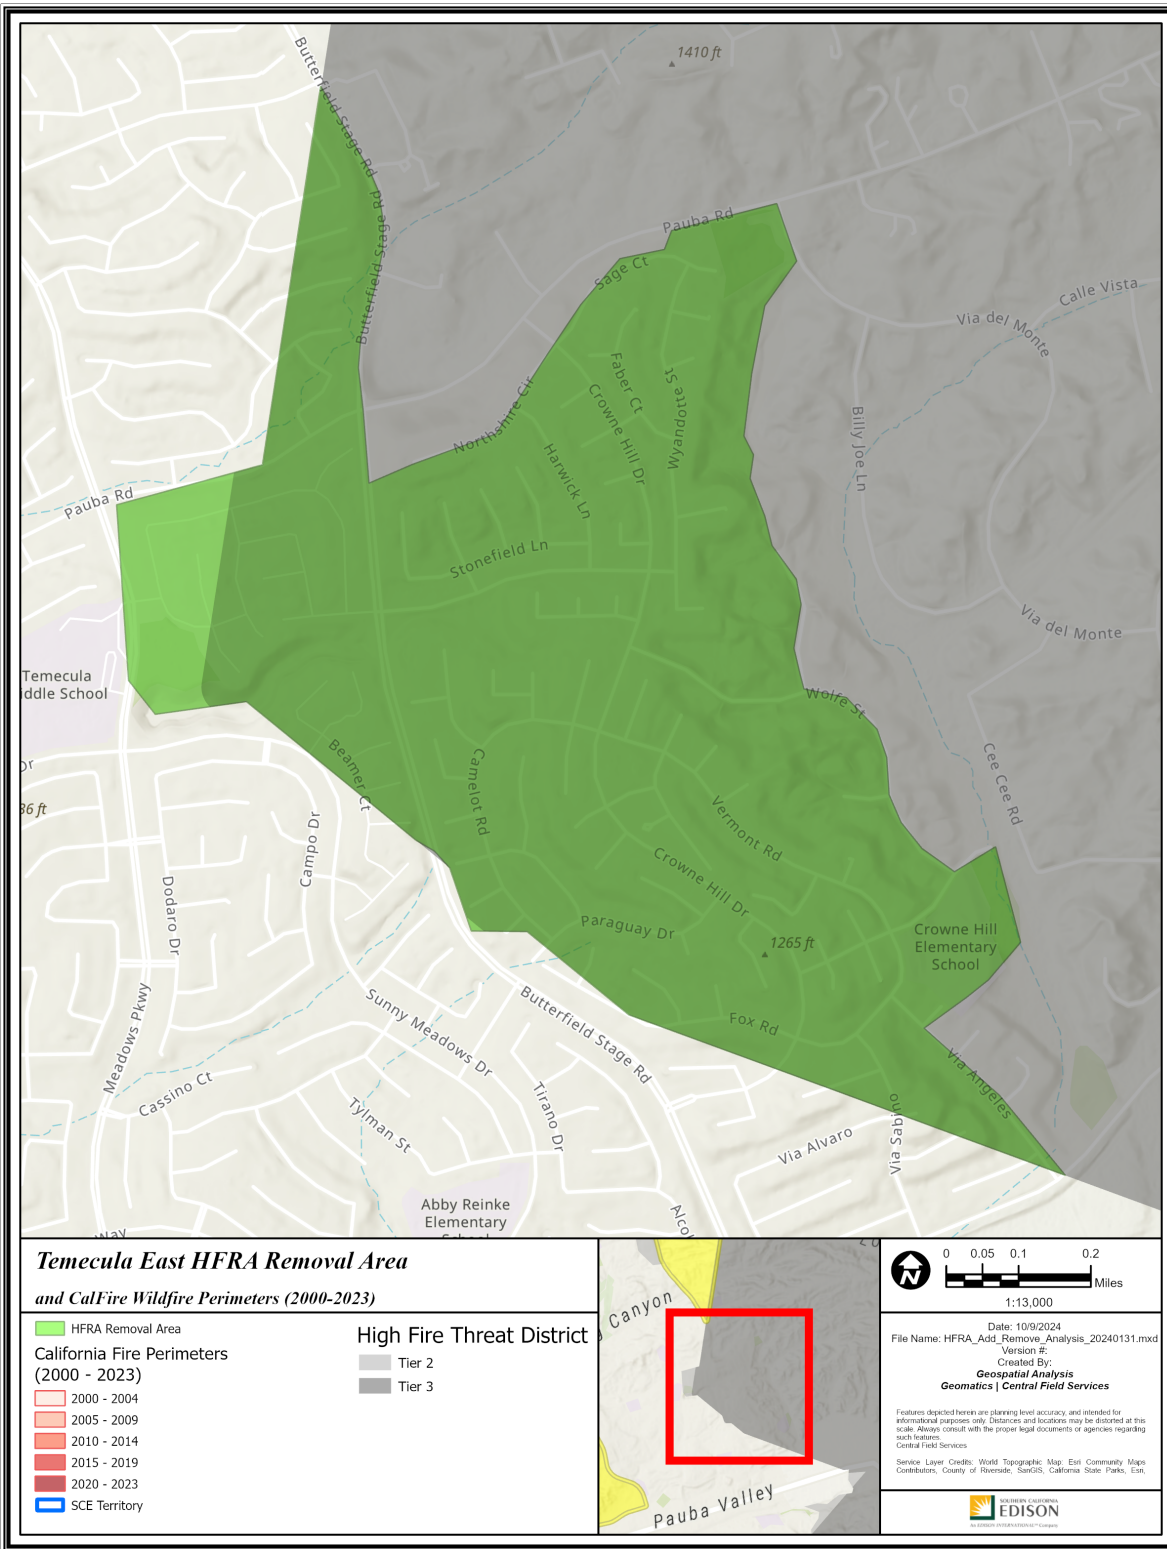 1410 ft
Butterfield Stage Rd
Butterfield Stage Rd
Pauba Rd
Sage Ct
Calle Vista
Via del Monte
Faber Ct
Crowne Hill Dr
Wyandotte St
Northshire Cir
Billy Joe Ln
Harwick Ln
Pauba Rd
Stonefield Ln
Via del Monte
Temecula
iddle School
Wolfe St
Dr
Beamer Ct
Camelot Rd
Cee Cee Rd
36 ft
Vermont Rd
Campo Dr
Crowne Hill Dr
Dodaro Dr
Paraguay Dr
1265 ft
Crowne Hill
Elementary
School
Meadows Pkwy
Sunny Meadows Dr
Butterfield Stage Rd
Fox Rd
Via Angeles
Cassino Ct
Tylman St
Tirano Dr
Via Alvaro
Via Sabino
Abby Reinke
Elementary
School
Alco
Way
Temecula East HFRA Removal Area
and CalFire Wildfire Perimeters (2000-2023)
HFRA Removal Area
California Fire Perimeters
(2000 - 2023)
2000 - 2004
2005 - 2009
2010 - 2014
2015 - 2019
2020 - 2023
SCE Territory
High Fire Threat District
Tier 2
Tier 3
y Canyon
Pauba Valley
N
0 0.05 0.1 0.2
Miles
1:13,000
Date: 10/9/2024
File Name: HFRA_Add_Remove_Analysis_20240131.mxd
Version #:
Created By:
Geospatial Analysis
Geomatics | Central Field Services
Features depicted herein are planning level accuracy, and intended for
informational purposes only. Distances and locations may be distorted at this
scale. Always consult with the proper legal documents or agencies regarding
such features.
Central Field Services
Service Layer Credits: World Topographic Map: Esri Community Maps
Contributors, County of Riverside, SanGIS, California State Parks, Esri,
SOUTHERN CALIFORNIA
EDISON
An EDISON INTERNATIONAL℠ Company